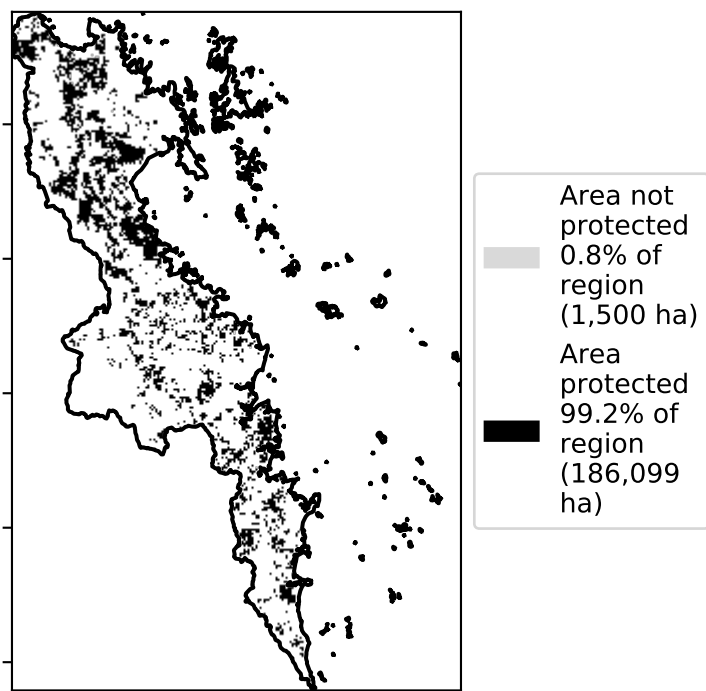 Area not
protected
0.8% of
region
(1,500 ha)
Area
protected
99.2% of
region
(186,099
ha)